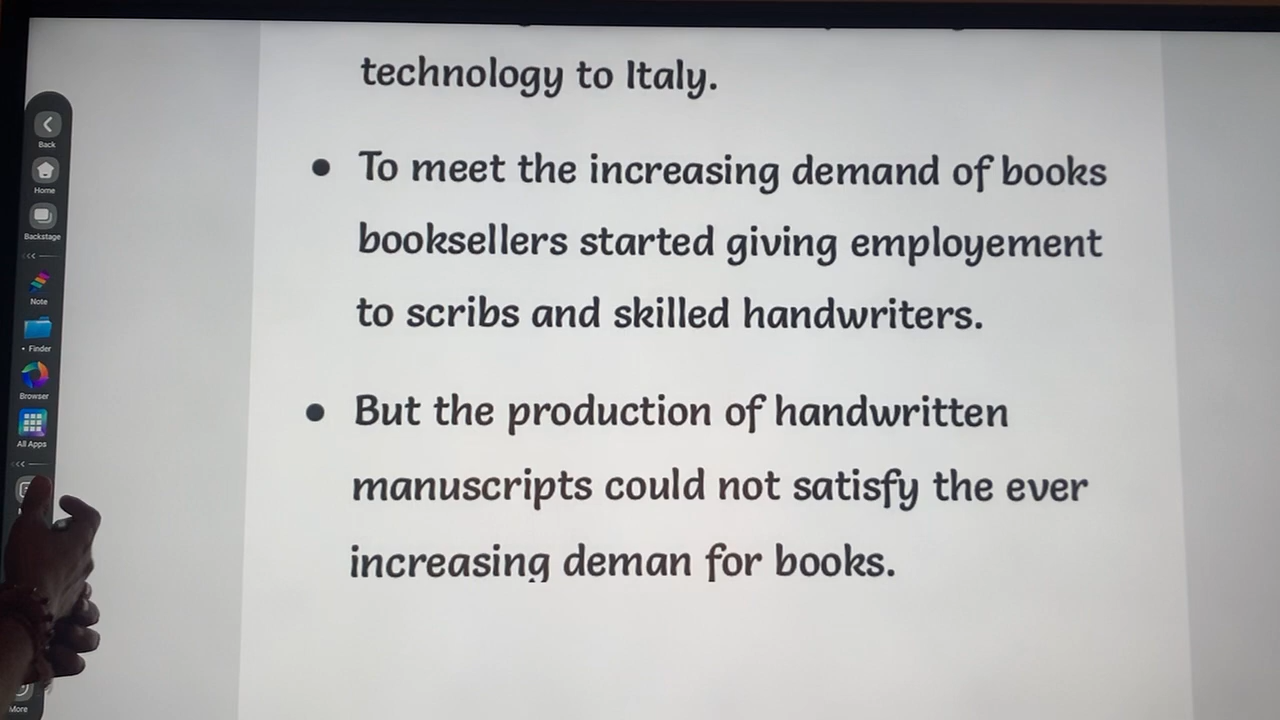 technology to Italy.
• To meet the increasing demand of books
booksellers started giving employement
to scribs and skilled handwriters.
• But the production of handwritten
manuscripts could not satisfy the ever
increasing deman for books.
Back
Home
Backstage
Note
• Finder
Browser
All Apps
More